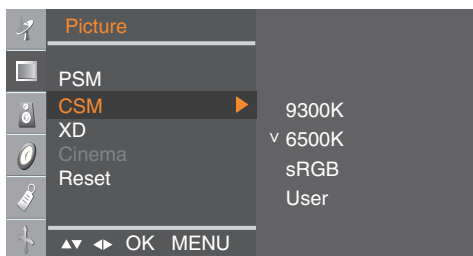 Picture
PSM
CSM
XD
Cinema
Reset
9300K
v 6500K
sRGB
User
OK MENU